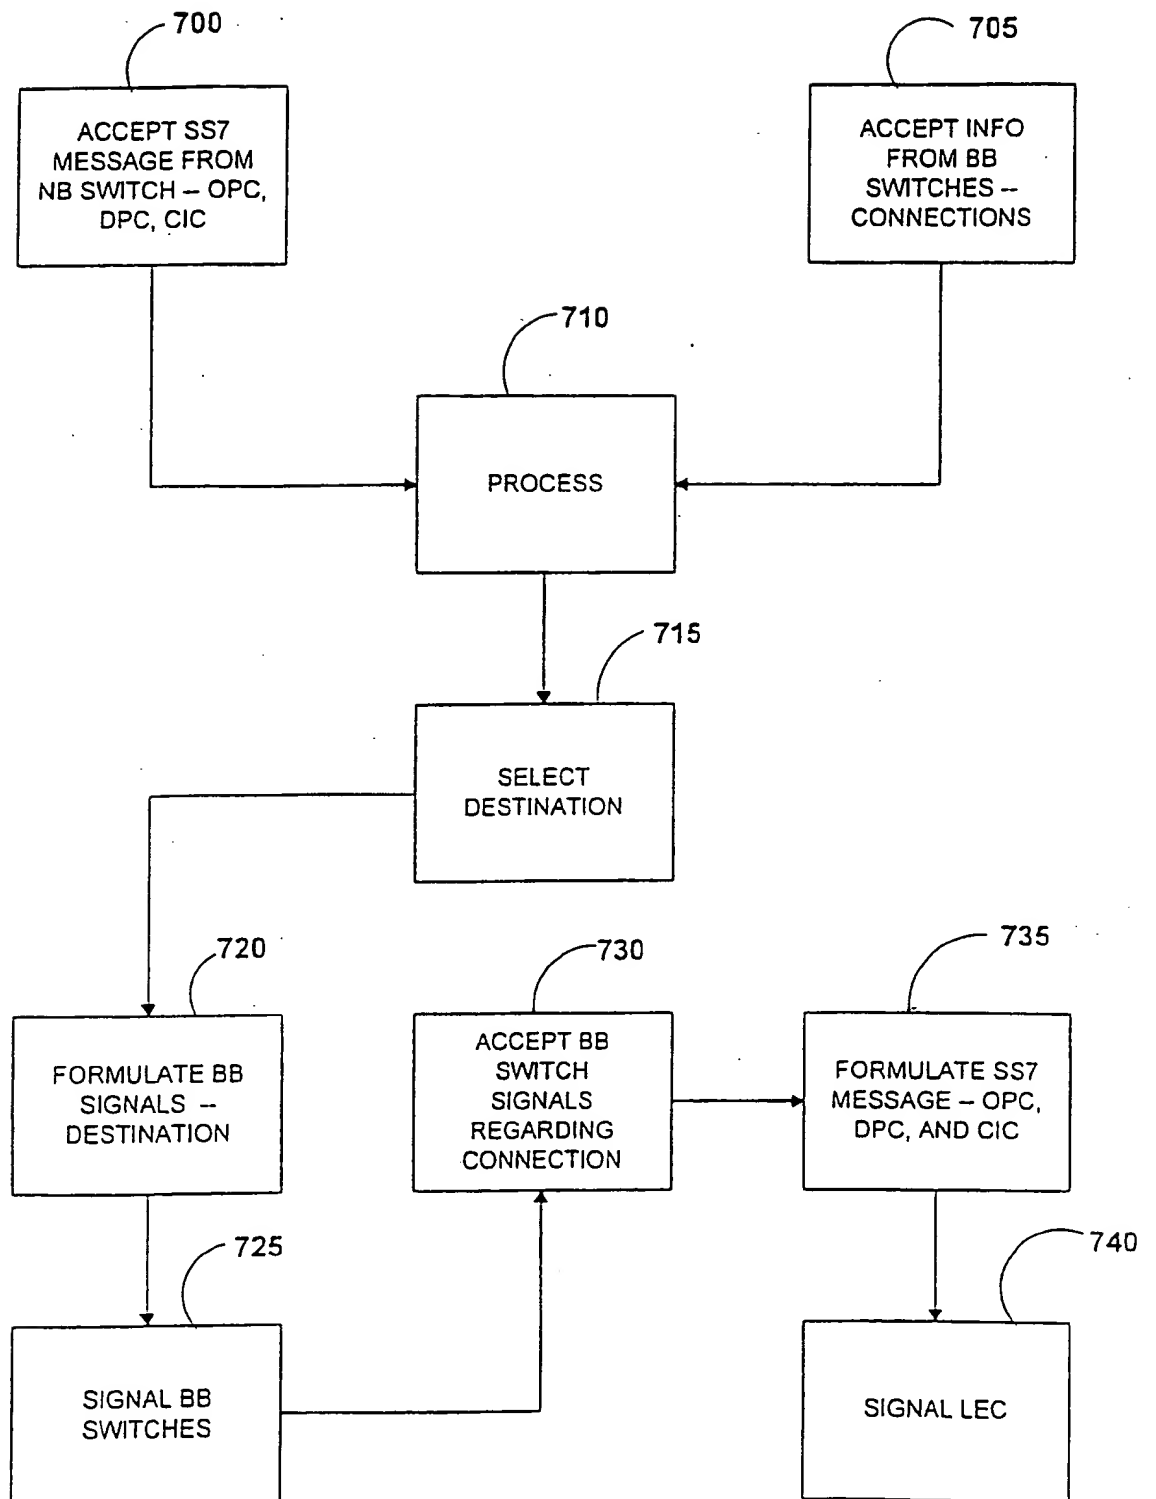 700
705
ACCEPT SS7
MESSAGE FROM
NB SWITCH – OPC,
DPC, CIC
ACCEPT INFO
FROM BB
SWITCHES –
CONNECTIONS
710
PROCESS
715
SELECT
DESTINATION
720
730
735
FORMULATE BB
SIGNALS –
DESTINATION
ACCEPT BB
SWITCH
SIGNALS
REGARDING
CONNECTION
FORMULATE SS7
MESSAGE – OPC,
DPC, AND CIC
725
740
SIGNAL BB
SWITCHES
SIGNAL LEC